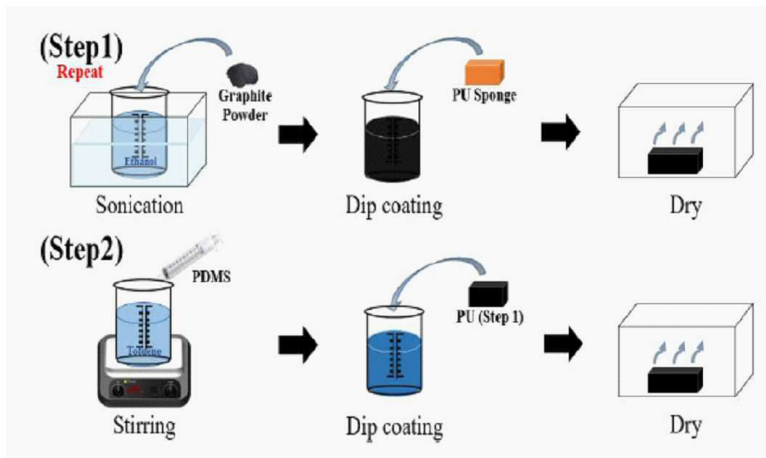 (Step1)
Repeat
Graphite
Powder
PU Sponge
Ethanol
Sonication
Dip coating
Dry
(Step2)
PDMS
PU (Step 1)
Toluene
Stirring
Dip coating
Dry